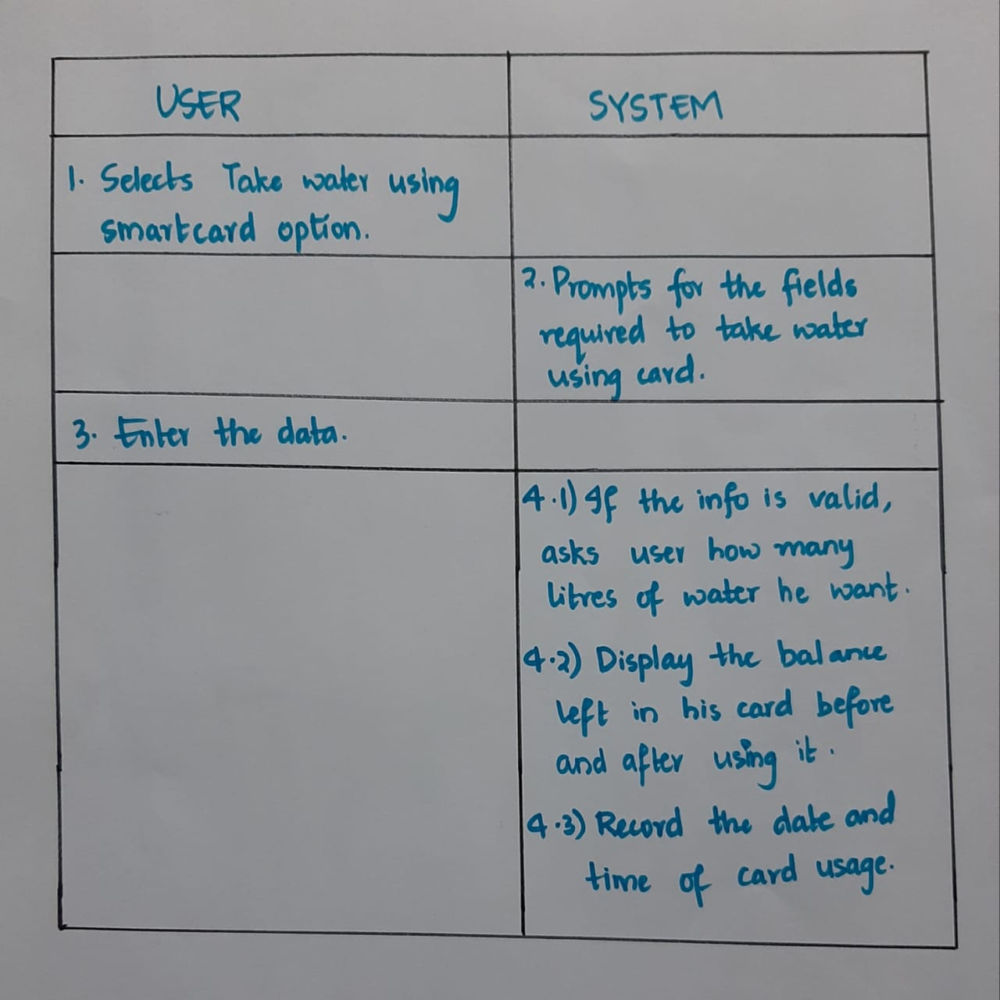 USER
SYSTEM
1. Selects Take water using
smartcard option.
2. Prompts for the fields
required to take water
using card.
3. Enter the data.
4.1) If the info is valid,
asks user how many
litres of water he want.
4.2) Display the balance
left in his card before
and after using it.
4.3) Record the date and
time of card usage.